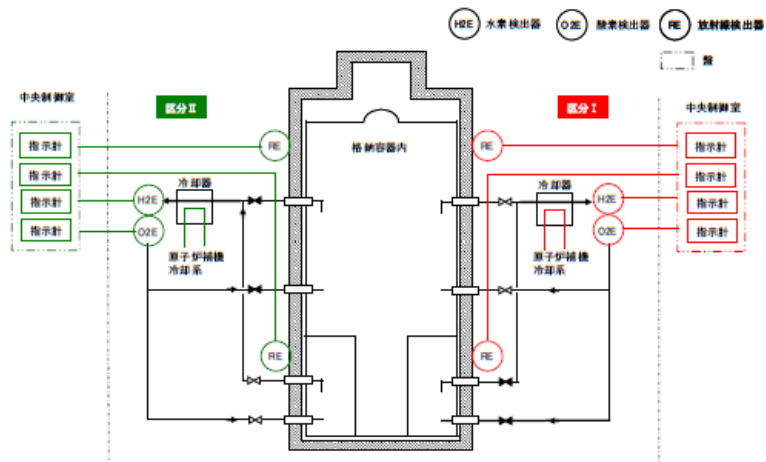 H2E 水素検出器 O2E 酸素検出器 RE 放射線検出器
盤
中央制御室 区分Ⅱ 区分Ⅰ 中央制御室
指示計 RE 格納容器内 RE 指示計
指示計 冷却器 冷却器 指示計
指示計 H2E H2E 指示計
指示計 O2E O2E 指示計
原子炉補機
冷却系
原子炉補機
冷却系
RE RE